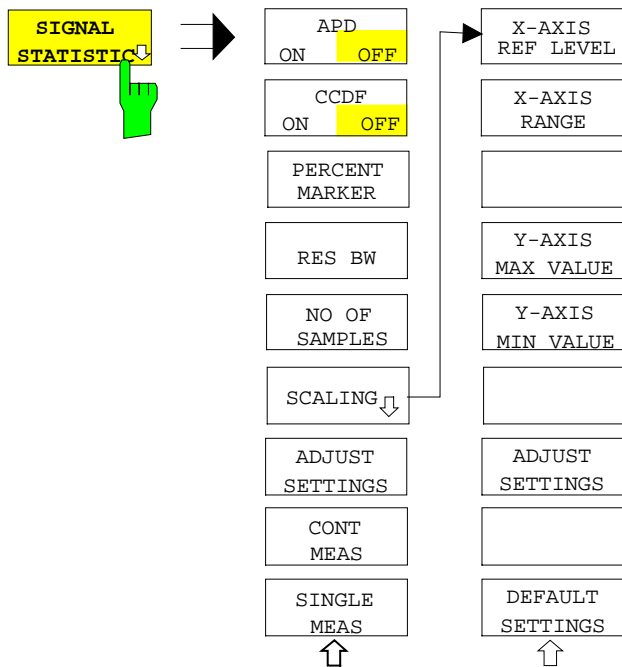 SIGNAL
STATISTIC
APD
ON OFF
CCDF
ON OFF
PERCENT
MARKER
RES BW
NO OF
SAMPLES
SCALING
ADJUST
SETTINGS
CONT
MEAS
SINGLE
MEAS
X-AXIS
REF LEVEL
X-AXIS
RANGE
Y-AXIS
MAX VALUE
Y-AXIS
MIN VALUE
ADJUST
SETTINGS
DEFAULT
SETTINGS